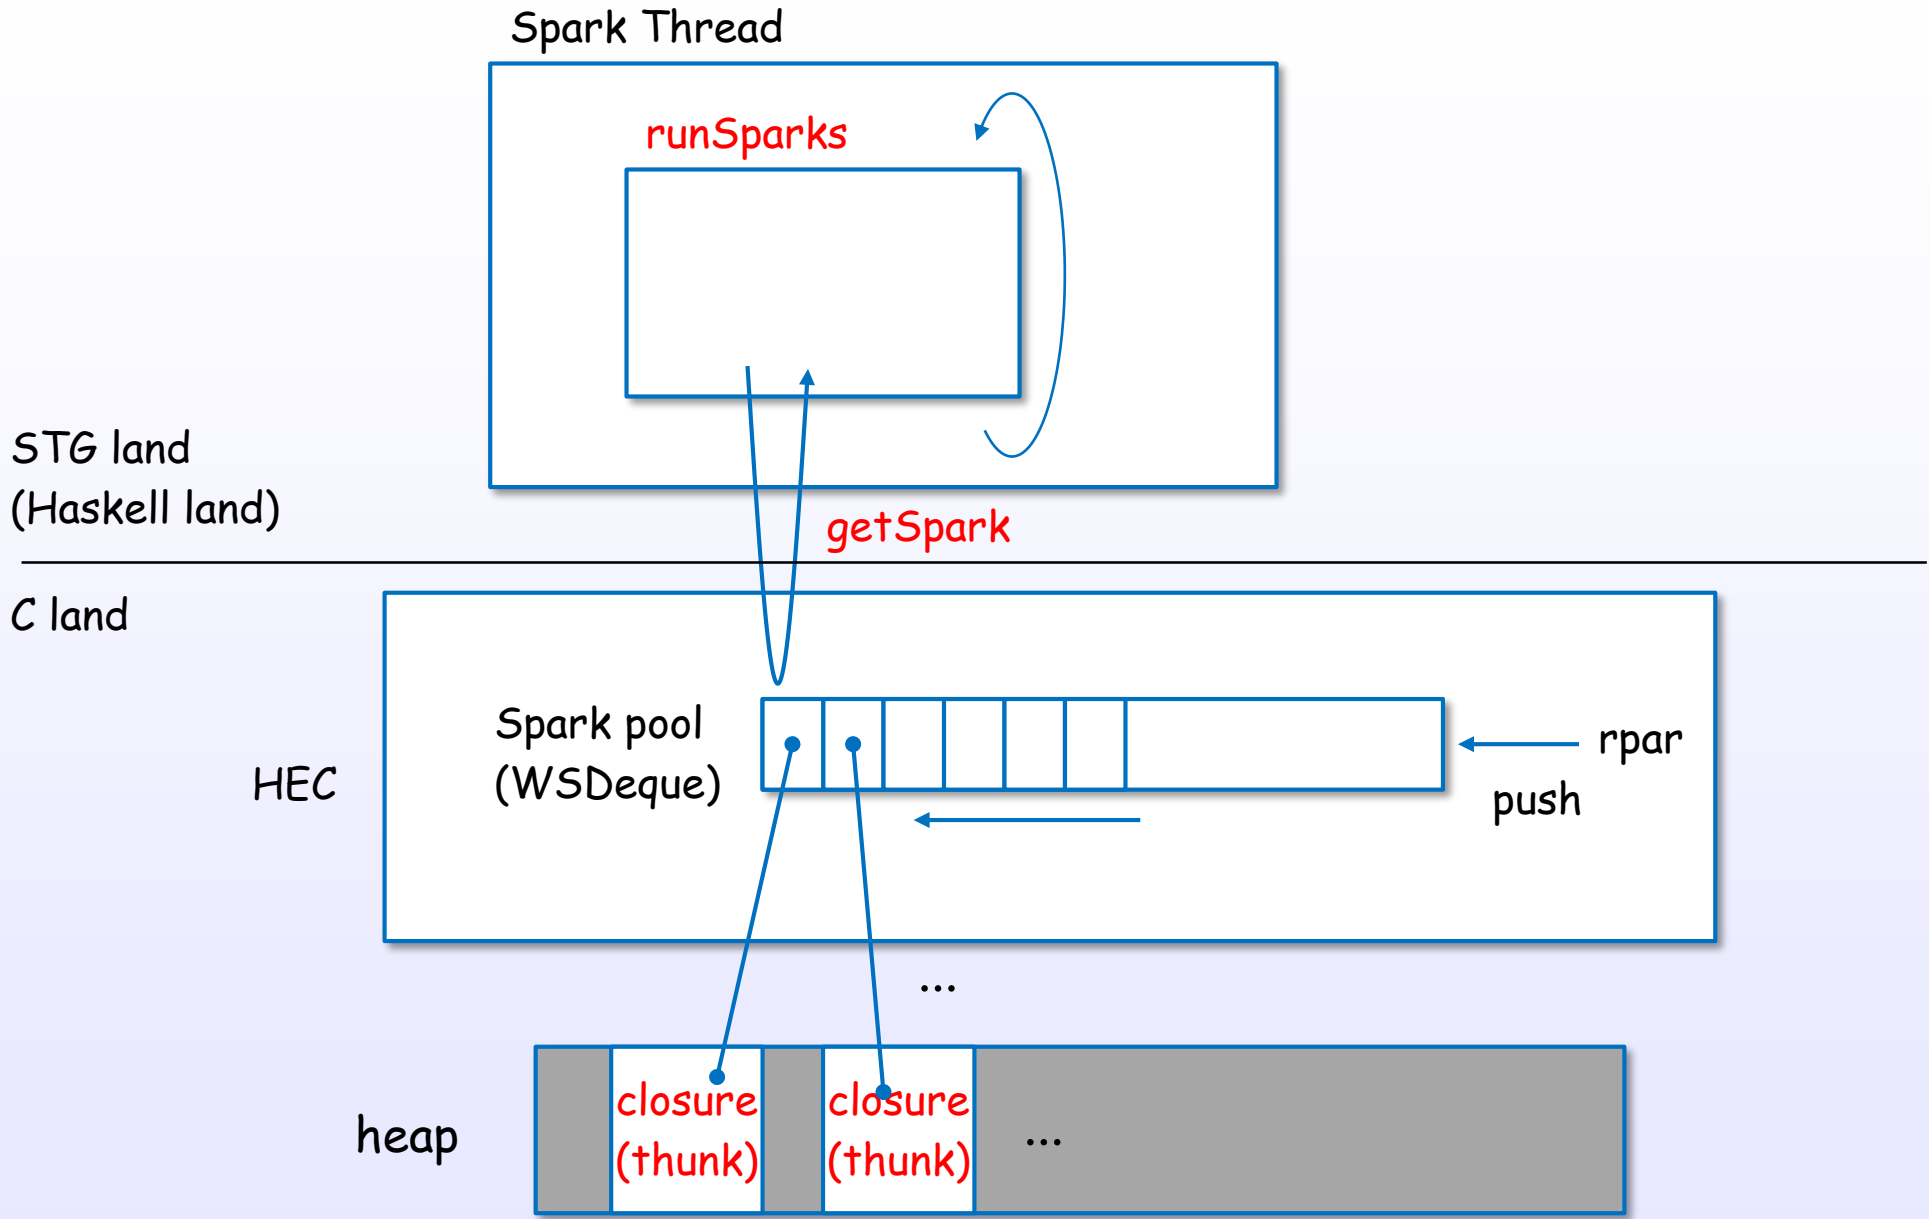 Spark Thread
runSparks
STG land
(Haskell land)
getSpark
C land
Spark pool
(WSDeque)
HEC
rpar
push
...
heap
closure
(thunk)
closure
(thunk)
...